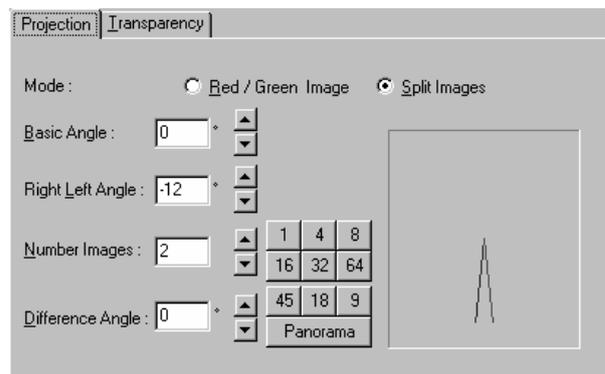 Projection Transparency
Mode : Red / Green Image Split Images
Basic Angle : 0 °
Right Left Angle : -12 °
Number Images : 2 1 4 8
16 32 64
Difference Angle : 0 ° 45 18 9
Panorama